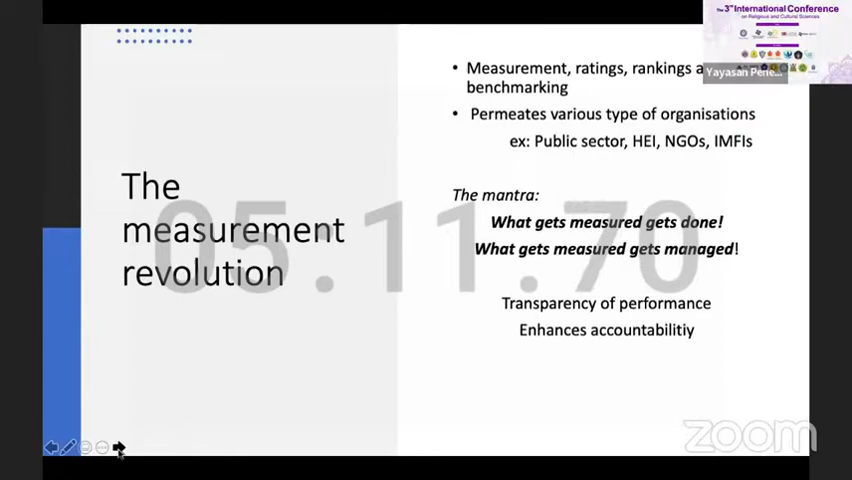 The 3rd International Conference
on Religious and Cultural Sciences
Yayasan Pene...
• Measurement, ratings, rankings a
benchmarking
• Permeates various type of organisations
ex: Public sector, HEI, NGOs, IMFIs
The
measurement
revolution
The mantra:
What gets measured gets done!
What gets measured gets managed!
Transparency of performance
Enhances accountabilitiy
05:11.70
zoom